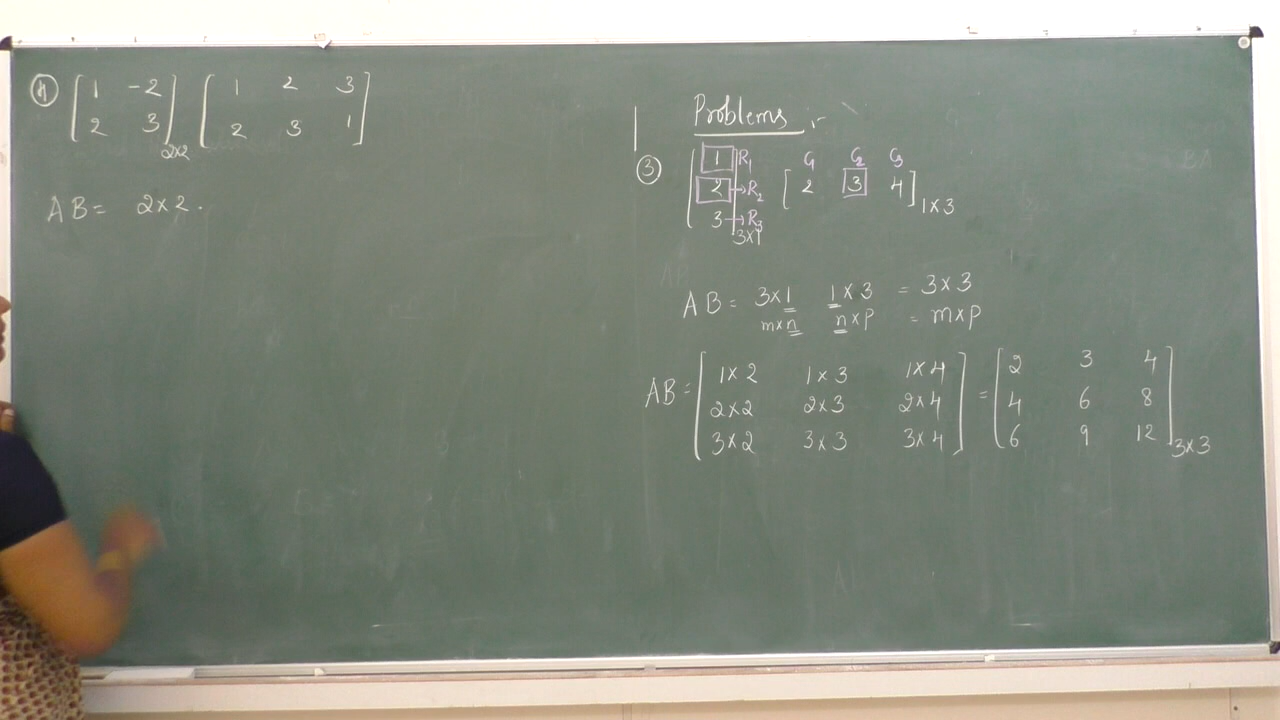 4 [1 -2 [1 2 3
2 3]2x2 2 3 1]
AB = 2x2.
Problems :-
3 [1 R1 C1 C2 C3
2 → R2 [2 3 4]1x3
3 → R3
3x1
AB = 3x1 1x3 = 3x3
mxn nxp = mxp
AB = [1x2 1x3 1x4] = [2 3 4
2x2 2x3 2x4 4 6 8
3x2 3x3 3x4 6 9 12]3x3